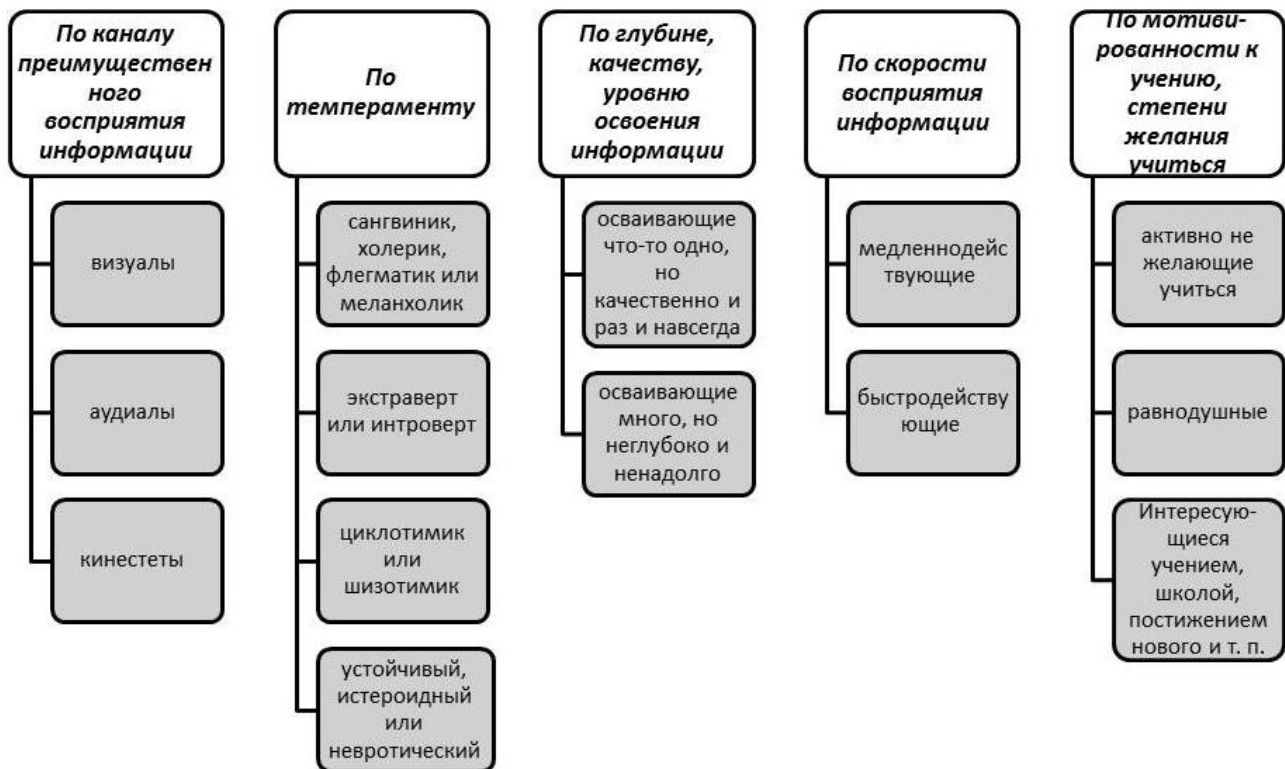 По каналу
преимуществен
ного
восприятия
информации
визуалы
аудиалы
кинестеты
По
темпераменту
сангвиник,
холерик,
флегматик или
меланхолик
экстраверт
или интроверт
циклотимик
или
шизотимик
устойчивый,
истероидный
или
невротический
По глубине,
качеству,
уровню
освоения
информации
осваивающие
что-то одно,
но
качественно и
раз и навсегда
осваивающие
много, но
неглубоко и
ненадолго
По скорости
восприятия
информации
медленнодейс
твующие
быстродейству
ющие
По мотиви-
рованности к
учению,
степени
желания
учиться
активно не
желающие
учиться
равнодушные
Интересую-
щиеся
учением,
школой,
постижением
нового и т. п.